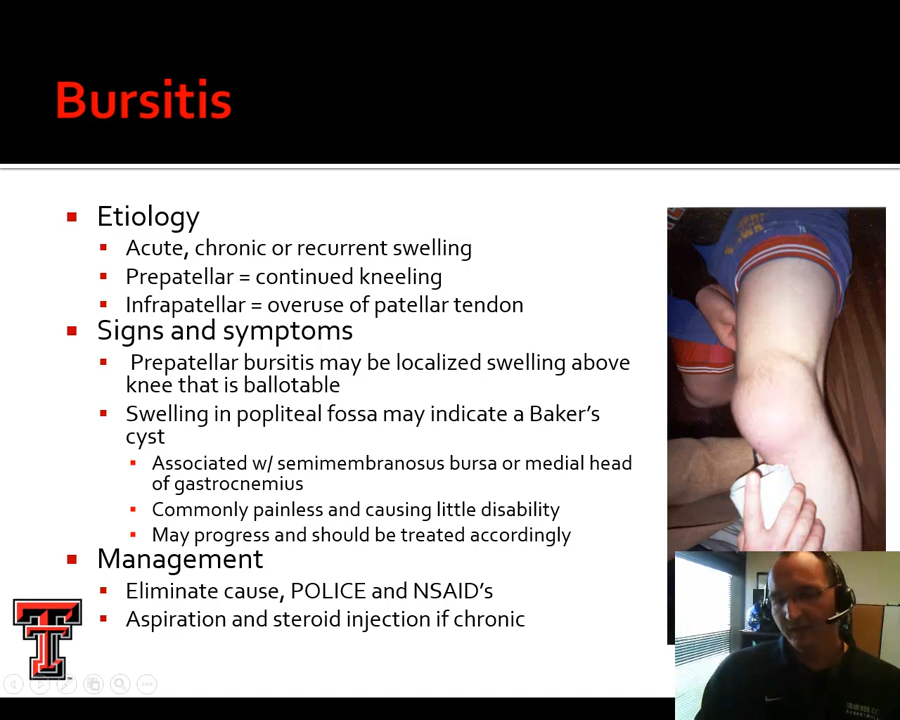 Bursitis
Etiology
Acute, chronic or recurrent swelling
Prepatellar = continued kneeling
Infrapatellar = overuse of patellar tendon
Signs and symptoms
Prepatellar bursitis may be localized swelling above
knee that is ballotable
Swelling in popliteal fossa may indicate a Baker’s
cyst
Associated w/ semimembranosus bursa or medial head
of gastrocnemius
Commonly painless and causing little disability
May progress and should be treated accordingly
Management
Eliminate cause, POLICE and NSAID’s
Aspiration and steroid injection if chronic